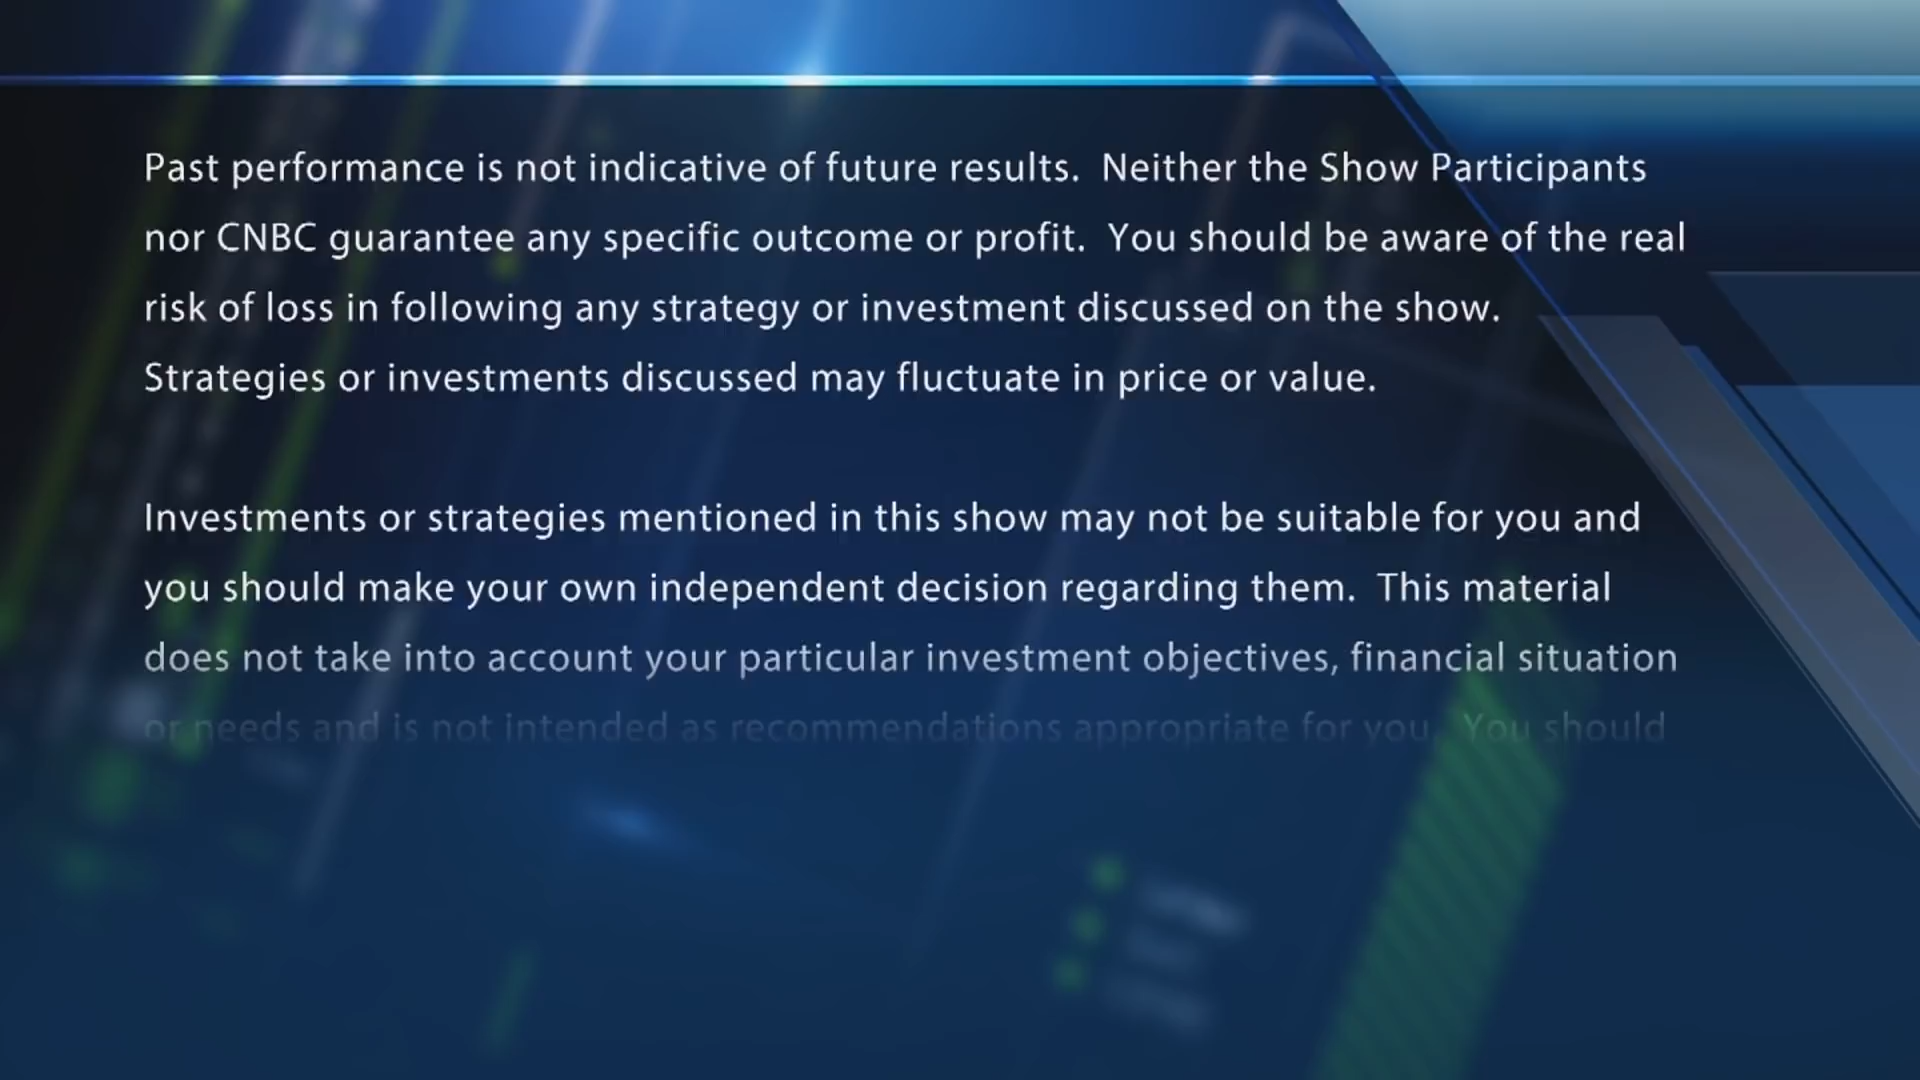 Past performance is not indicative of future results.  Neither the Show Participants
nor CNBC guarantee any specific outcome or profit.  You should be aware of the real
risk of loss in following any strategy or investment discussed on the show.
Strategies or investments discussed may fluctuate in price or value.
Investments or strategies mentioned in this show may not be suitable for you and
you should make your own independent decision regarding them.  This material
does not take into account your particular investment objectives, financial situation
or needs and is not intended as recommendations appropriate for you.  You should